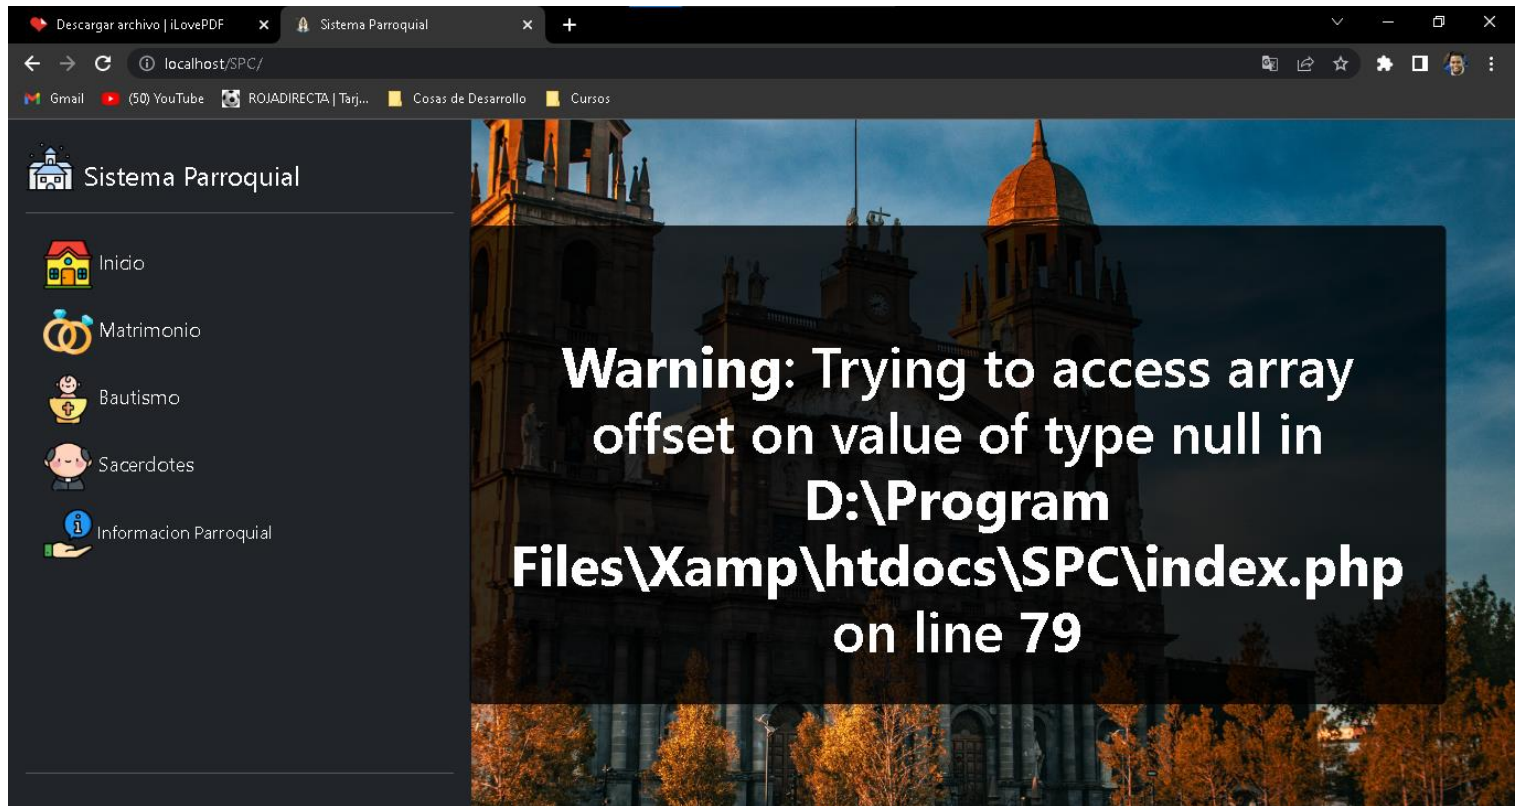 Descargar archivo | iLovePDF
Sistema Parroquial
localhost/SPC/
Gmail
(50) YouTube
ROJADIRECTA | Tarj...
Cosas de Desarrollo
Cursos
Sistema Parroquial
Inicio
Matrimonio
Bautismo
Sacerdotes
Informacion Parroquial
Warning: Trying to access array
offset on value of type null in
D:\Program
Files\Xamp\htdocs\SPC\index.php
on line 79